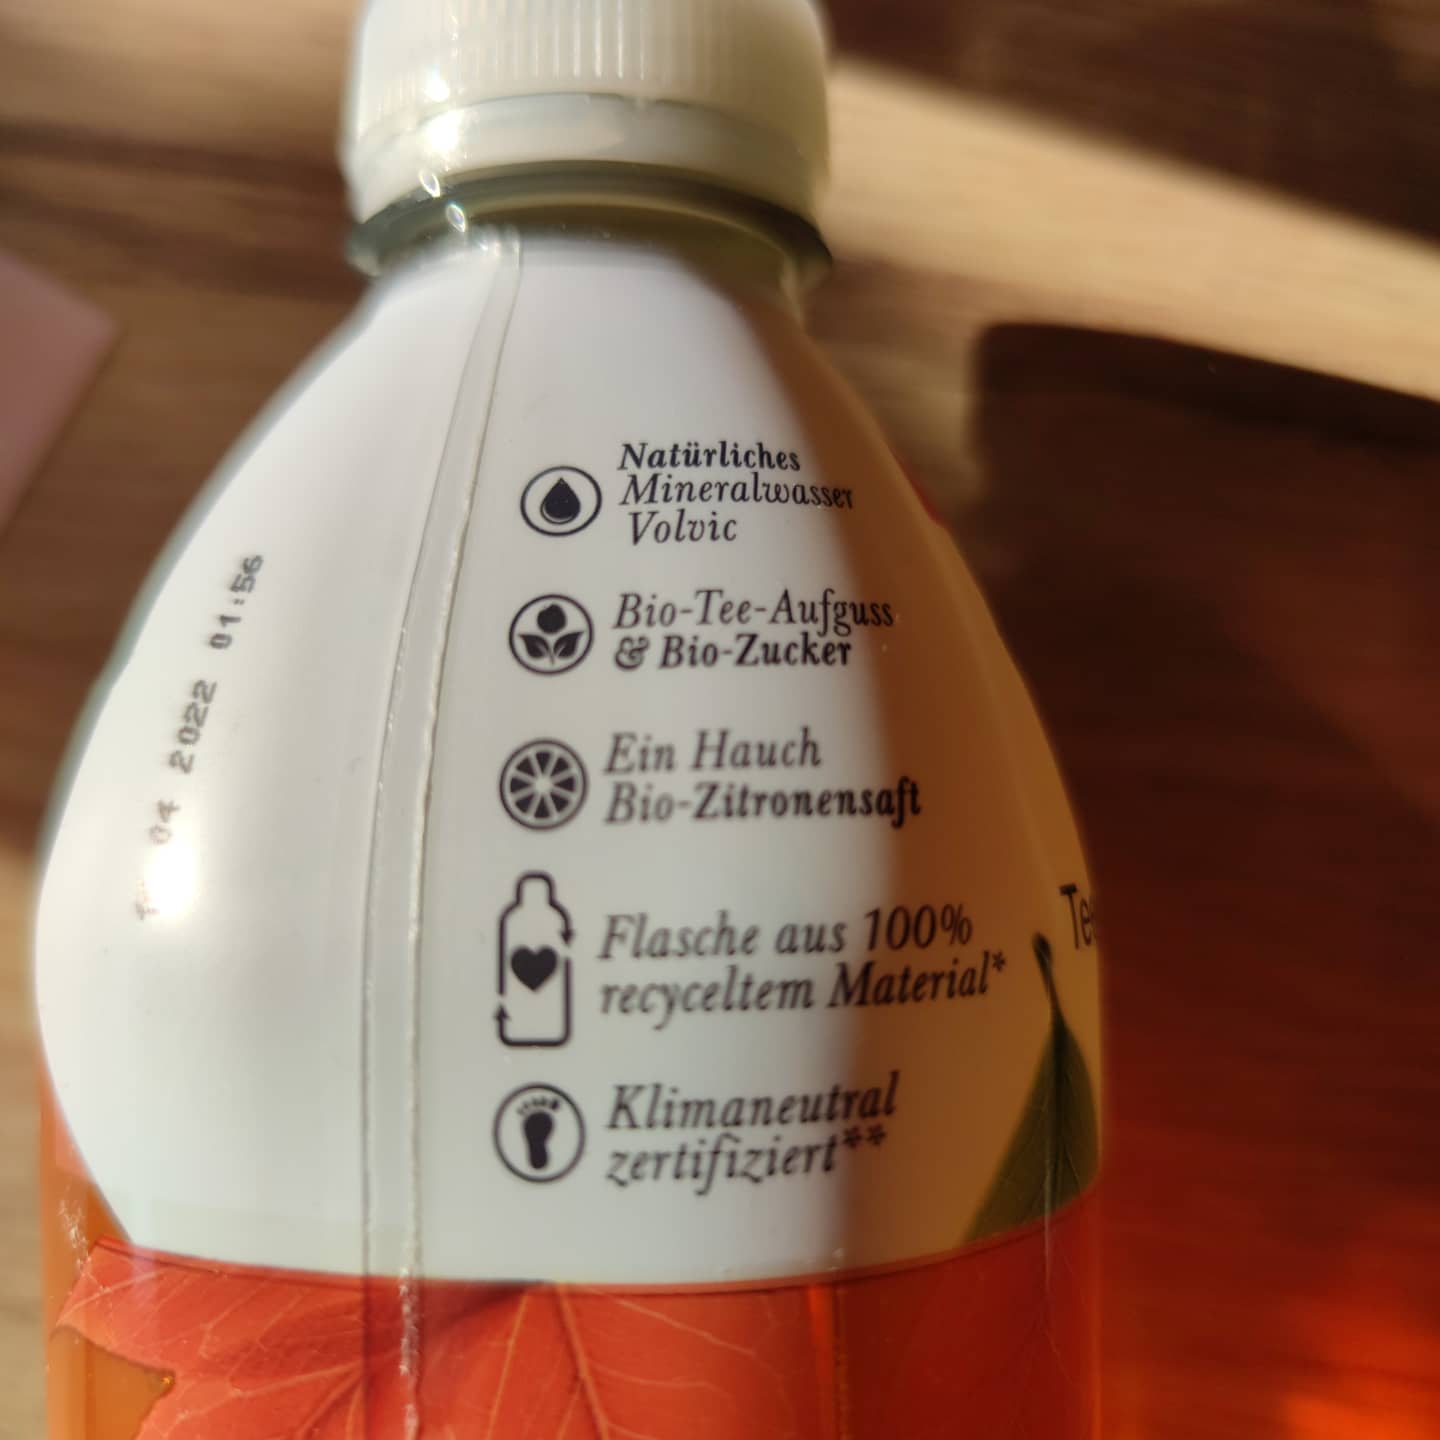 Natürliches
Mineralwasser
Volvic
Bio-Tee-Aufguss
& Bio-Zucker
Ein Hauch
Bio-Zitronensaft
Flasche aus 100%
recyceltem Material*
Klimaneutral
zertifiziert**
04 2022 01:56